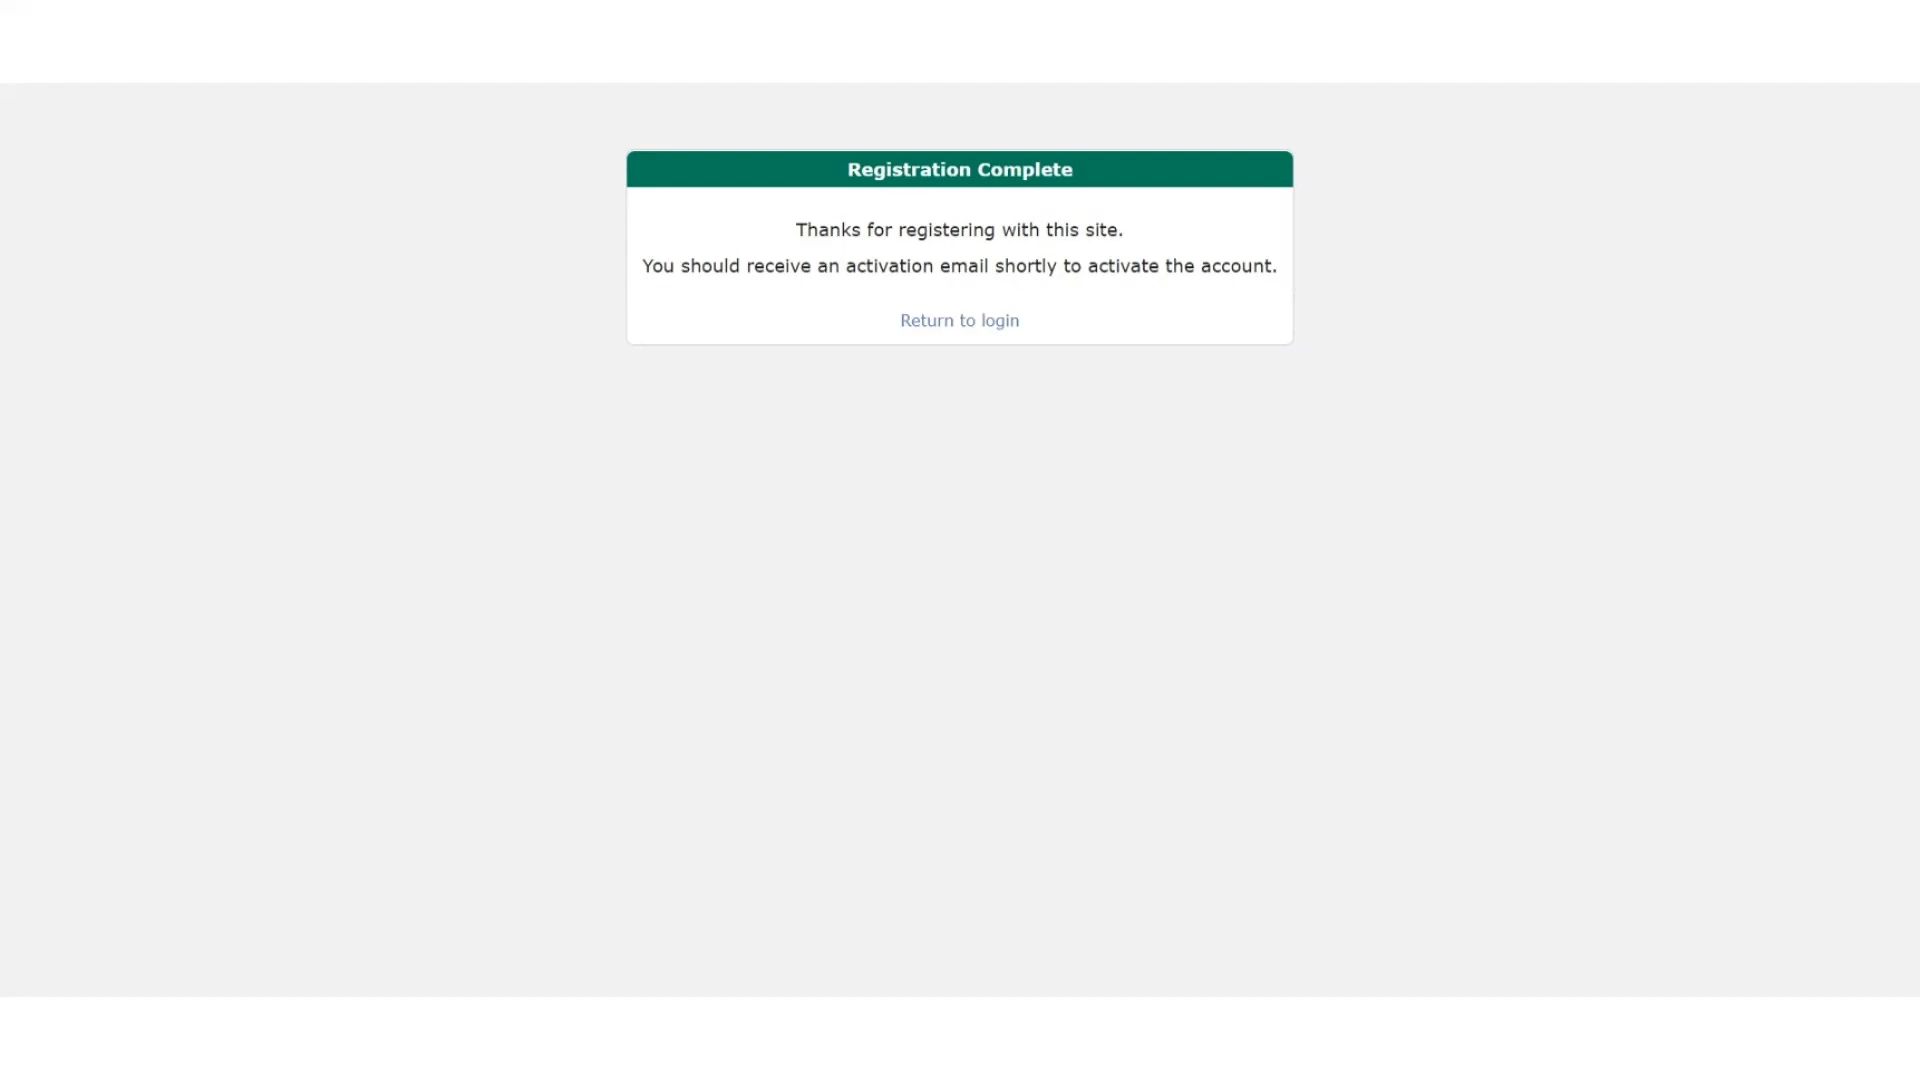 Registration Complete
Thanks for registering with this site.
You should receive an activation email shortly to activate the account.
Return to login